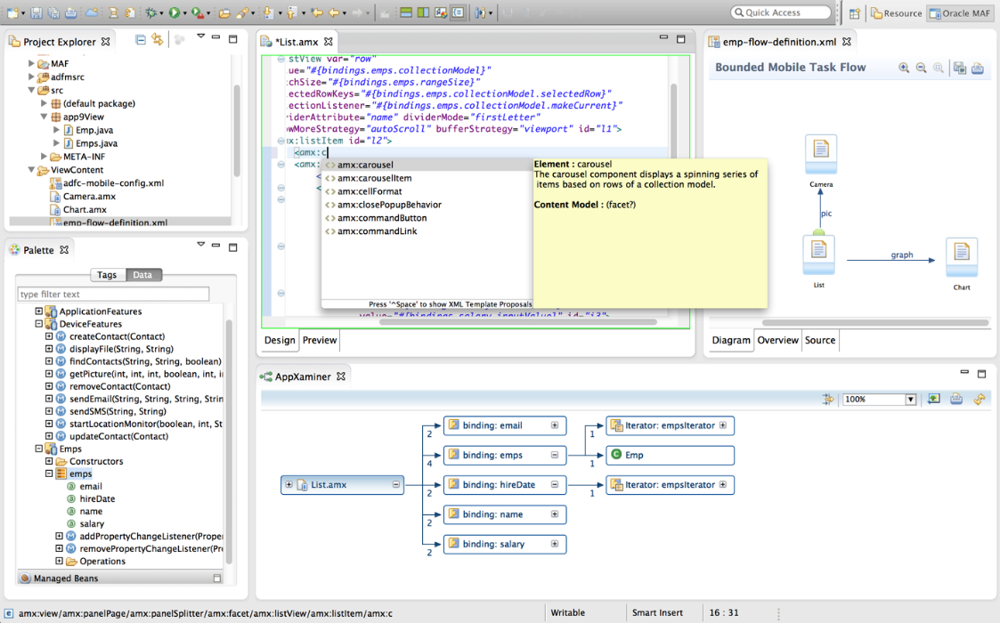 Quick Access
Resource
Oracle MAF
Project Explorer
MAF
adfmsrc
src
(default package)
app9View
Emp.java
Emps.java
META-INF
ViewContent
adfc-mobile-config.xml
Camera.amx
Chart.amx
emp-flow-definition.xml
Palette
Tags
Data
type filter text
ApplicationFeatures
DeviceFeatures
createContact(Contact)
displayFile(String, String)
findContacts(String, String, boolean)
getPicture(int, int, int, boolean, int, i
removeContact(Contact)
sendEmail(String, String, String, Strin
sendSMS(String, String)
startLocationMonitor(boolean, int, St
updateContact(Contact)
Emps
Constructors
emps
email
hireDate
name
salary
addPropertyChangeListener(Prope
removePropertyChangeListener(Pr
Operations
Managed Beans
*List.amx
stView var="row"
ue="#{bindings.emps.collectionModel}"
chSize="#{bindings.emps.rangeSize}"
ectedRowKeys="#{bindings.emps.collectionModel.selectedRow}"
ectionListener="#{bindings.emps.collectionModel.makeCurrent}"
iderAttribute="name" dividerMode="firstLetter"
owMoreStrategy="autoScroll" bufferStrategy="viewport" id="l1">
x:listItem id="l2">
<amx:c
<amx:
amx:carousel
amx:carouselItem
amx:cellFormat
amx:closePopupBehavior
amx:commandButton
amx:commandLink
Press '^Space' to show XML Template Proposals
Element : carousel
The carousel component displays a spinning series of
items based on rows of a collection model.
Content Model : (facet?)
value="#{bindings.salary.inputValue}" id="i3">
Design
Preview
emp-flow-definition.xml
Bounded Mobile Task Flow
Camera
pic
List
graph
Chart
Diagram
Overview
Source
AppXaminer
100%
List.amx
2
binding: email
1
Iterator: empsIterator
4
binding: emps
1
Emp
2
binding: hireDate
1
Iterator: empsIterator
2
binding: name
2
binding: salary
amx:view/amx:panelPage/amx:panelSplitter/amx:facet/amx:listView/amx:listItem/amx:c
Writable
Smart Insert
16 : 31